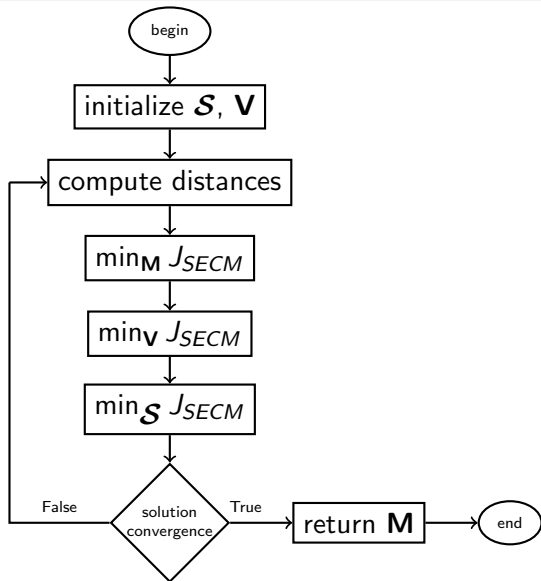 begin
initialize 𝓢, V
compute distances
min_M J_SECM
min_V J_SECM
min_𝓢 J_SECM
False
solution
convergence
True
return M
end